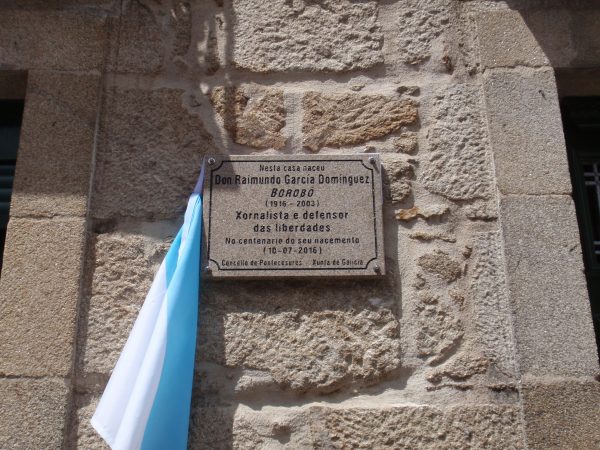 Nesta casa naceu
Don Raimundo García Domínguez
BOROBÓ
(1916 - 2003)
Xornalista e defensor
das liberdades
No centenario do seu nacemento
(10-07-2016)
Concello de Pontecesures - Xunta de Galicia